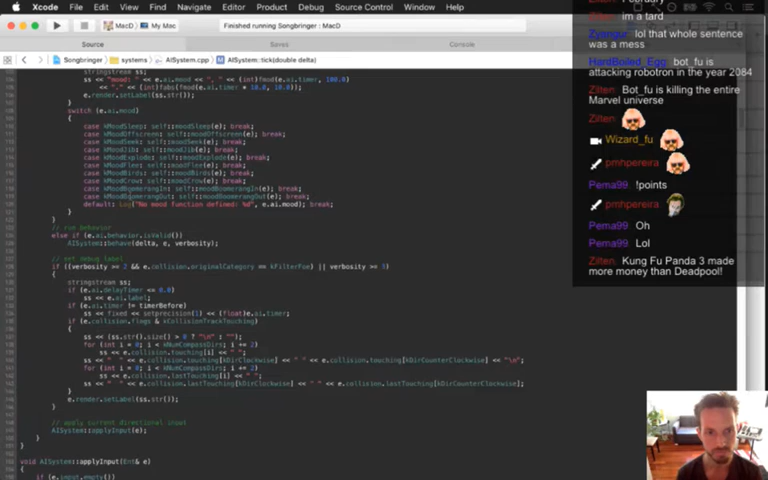 Xcode File Edit View Find Navigate Editor Product Debug Source Control Window Help
MacD My Mac
Finished running Songbringer : MacD
Source Saves Console
Songbringer systems AISystem.cpp AISystem::tick(double delta)
stringstream ss;
ss << "mood: " << e.ai.mood << ", " << (int)fmod(e.ai.timer, 100.0)
<< "." << (int)fabs(fmod(e.ai.timer * 10.0, 10.0));
e.render.setLabel(ss.str());
}
switch (e.ai.mood)
{
case kMoodSleep: self::moodSleep(e); break;
case kMoodOffscreen: self::moodOffscreen(e); break;
case kMoodSeek: self::moodSeek(e); break;
case kMoodJib: self::moodJib(e); break;
case kMoodExplode: self::moodExplode(e); break;
case kMoodFlee: self::moodFlee(e); break;
case kMoodBirds: self::moodBirds(e); break;
case kMoodCrow: self::moodCrow(e); break;
case kMoodBoomerangIn: self::moodBoomerangIn(e); break;
case kMoodBoomerangOut: self::moodBoomerangOut(e); break;
default: Log("No mood function defined: %d", e.ai.mood); break;
}
}
// run behavior
else if (e.ai.behavior.isValid())
AISystem::behave(delta, e, verbosity);
// set debug label
if ((verbosity >= 2 && e.collision.originalCategory == kFilterFoe) || verbosity >= 3)
{
stringstream ss;
if (e.ai.delayTimer <= 0.0)
ss << e.ai.label;
if (e.ai.timer != timerBefore)
ss << fixed << setprecision(1) << (float)e.ai.timer;
if (e.collision.flags & kCollisionTrackTouching)
{
ss << (ss.str().size() > 0 ? "\n" : "");
for (int i = 0; i < kNumCompassDirs; i += 2)
ss << e.collision.touching[i] << " ";
ss << " " << e.collision.touching[kDirClockwise] << " " << e.collision.touching[kDirCounterClockwise] << "\n";
for (int i = 0; i < kNumCompassDirs; i += 2)
ss << e.collision.lastTouching[i] << " ";
ss << " " << e.collision.lastTouching[kDirClockwise] << " " << e.collision.lastTouching[kDirCounterClockwise];
}
e.render.setLabel(ss.str());
}
// apply current directional input
AISystem::applyInput(e);
}
}
void AISystem::applyInput(Ent& e)
{
if (e.input.empty())
Zilten: February
Zilten: im a tard
Zyangur: lol that whole sentence
was a mess
HardBoiled_Egg: bot_fu is
attacking robotron in the year 2084
Zilten: Bot_fu is killing the entire
Marvel universe
Zilten:
Wizard_fu
pmhpereira
Pema99: !points
pmhpereira:
Pema99: Oh
Pema99: Lol
Zilten: Kung Fu Panda 3 made
more money than Deadpool!